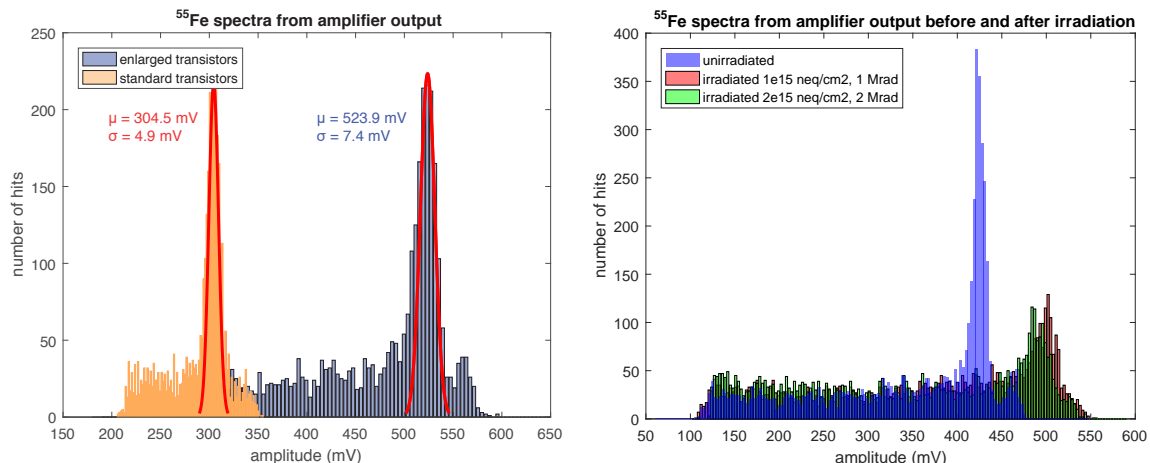 ⁵⁵Fe spectra from amplifier output
250
200
150
100
50
0
number of hits
enlarged transistors
standard transistors
μ = 304.5 mV
σ = 4.9 mV
μ = 523.9 mV
σ = 7.4 mV
150 200 250 300 350 400 450 500 550 600 650
amplitude (mV)
⁵⁵Fe spectra from amplifier output before and after irradiation
400
350
300
250
200
150
100
50
0
number of hits
unirradiated
irradiated 1e15 neq/cm2, 1 Mrad
irradiated 2e15 neq/cm2, 2 Mrad
50 100 150 200 250 300 350 400 450 500 550 600
amplitude (mV)